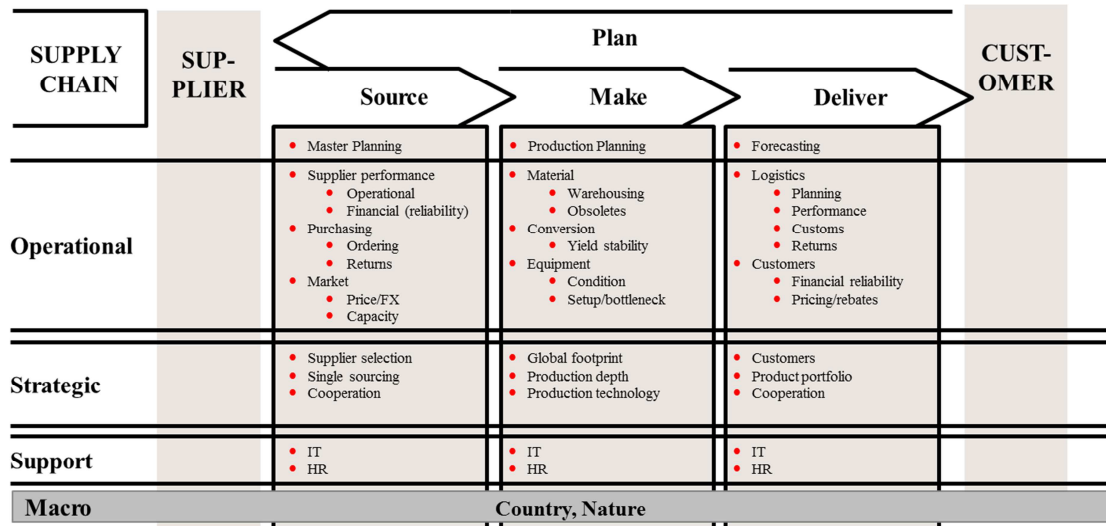 SUPPLY
CHAIN
SUP-
PLIER
Plan
CUST-
OMER
Source
Make
Deliver
Master Planning
Production Planning
Forecasting
Operational
Supplier performance
Operational
Financial (reliability)
Purchasing
Ordering
Returns
Market
Price/FX
Capacity
Material
Warehousing
Obsoletes
Conversion
Yield stability
Equipment
Condition
Setup/bottleneck
Logistics
Planning
Performance
Customs
Returns
Customers
Financial reliability
Pricing/rebates
Strategic
Supplier selection
Single sourcing
Cooperation
Global footprint
Production depth
Production technology
Customers
Product portfolio
Cooperation
Support
IT
HR
IT
HR
IT
HR
Macro
Country, Nature